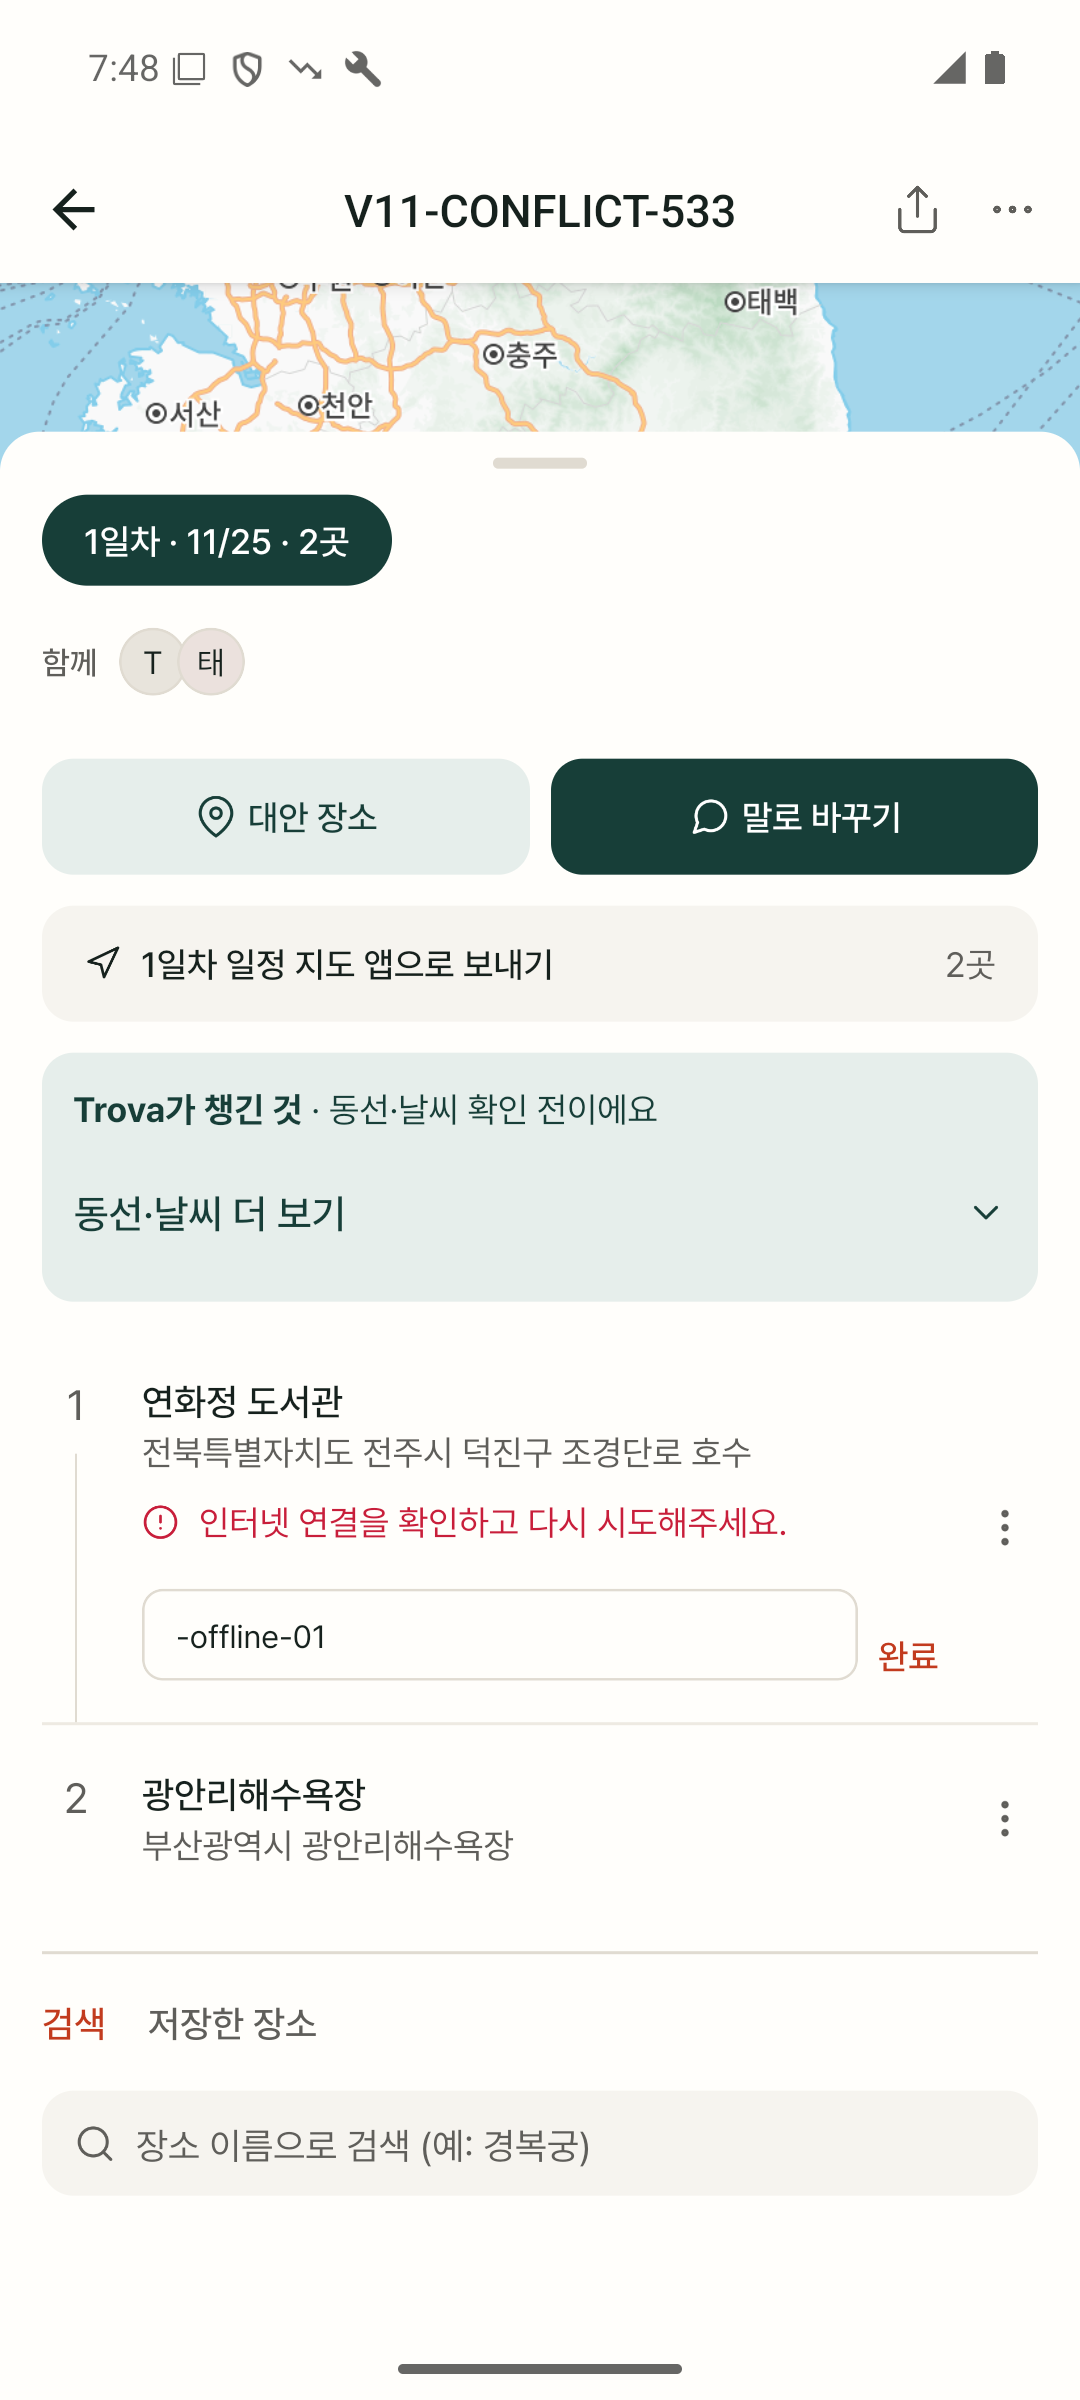 7:48
V11-CONFLICT-533
태백
충주
천안
서산
1일차 · 11/25 · 2곳
함께 T 태
대안 장소
말로 바꾸기
1일차 일정 지도 앱으로 보내기 2곳
Trova가 챙긴 것 · 동선·날씨 확인 전이에요
동선·날씨 더 보기
1 연화정 도서관
전북특별자치도 전주시 덕진구 조경단로 호수
인터넷 연결을 확인하고 다시 시도해주세요.
-offline-01
완료
2 광안리해수욕장
부산광역시 광안리해수욕장
검색 저장한 장소
장소 이름으로 검색 (예: 경복궁)